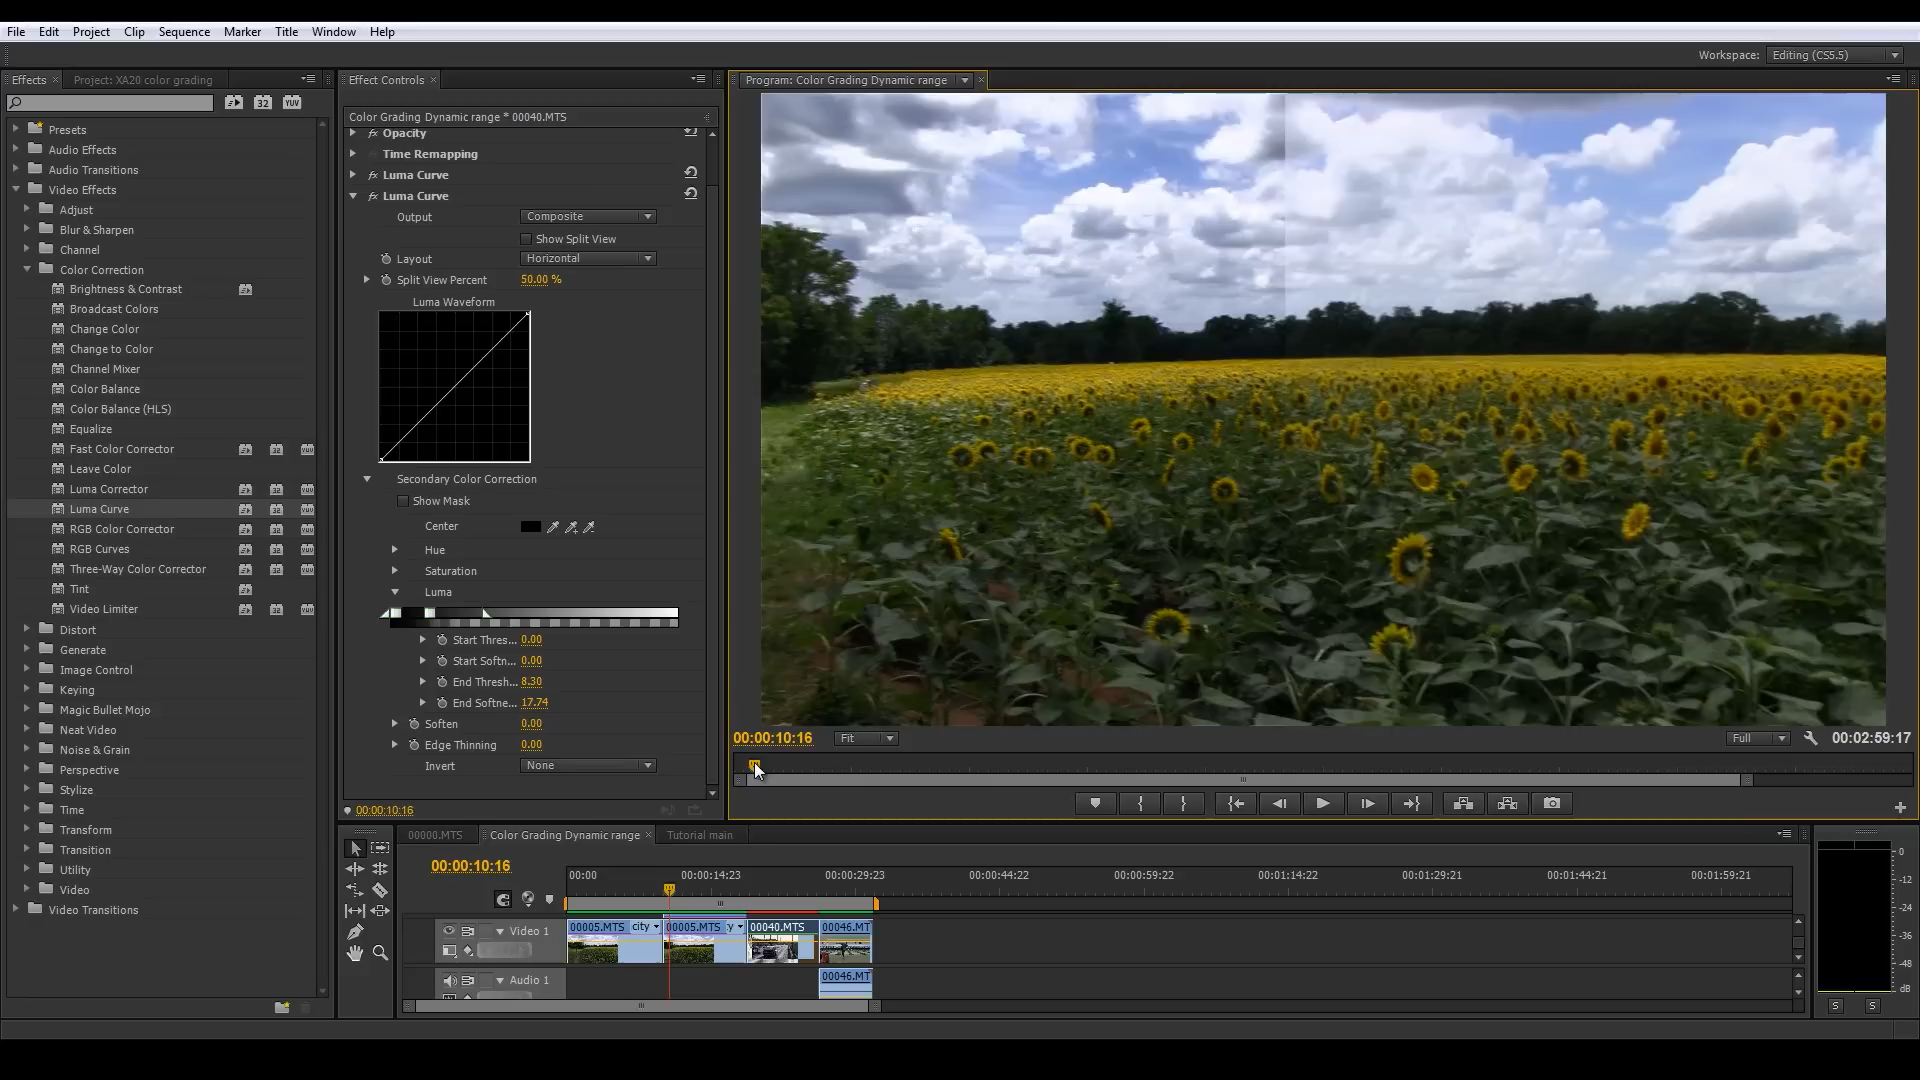 File Edit Project Clip Sequence Marker Title Window Help
Workspace: Editing (CS5.5)
Effects × Project: XA20 color grading
32 YUV
Presets
Audio Effects
Audio Transitions
Video Effects
Adjust
Blur & Sharpen
Channel
Color Correction
Brightness & Contrast
Broadcast Colors
Change Color
Change to Color
Channel Mixer
Color Balance
Color Balance (HLS)
Equalize
Fast Color Corrector
Leave Color
Luma Corrector
Luma Curve
RGB Color Corrector
RGB Curves
Three-Way Color Corrector
Tint
Video Limiter
Distort
Generate
Image Control
Keying
Magic Bullet Mojo
Neat Video
Noise & Grain
Perspective
Stylize
Time
Transform
Transition
Utility
Video
Video Transitions
Effect Controls ×
Color Grading Dynamic range * 00040.MTS
fx Opacity
Time Remapping
fx Luma Curve
fx Luma Curve
Output Composite
Show Split View
Layout Horizontal
Split View Percent 50.00 %
Luma Waveform
Secondary Color Correction
Show Mask
Center
Hue
Saturation
Luma
Start Thres... 0.00
Start Softn... 0.00
End Thresh... 8.30
End Softne... 17.74
Soften 0.00
Edge Thinning 0.00
Invert None
00:00:10:16
Program: Color Grading Dynamic range ×
00:00:10:16 Fit Full 00:02:59:17
00000.MTS Color Grading Dynamic range × Tutorial main
00:00:10:16
00:00 00:00:14:23 00:00:29:23 00:00:44:22 00:00:59:22 00:01:14:22 00:01:29:21 00:01:44:21 00:01:59:21
Video 1 00005.MTS city 00005.MTS y 00040.MTS 00046.MT
Audio 1 00046.MT
0
-12
-24
-36
-48
dB
S S